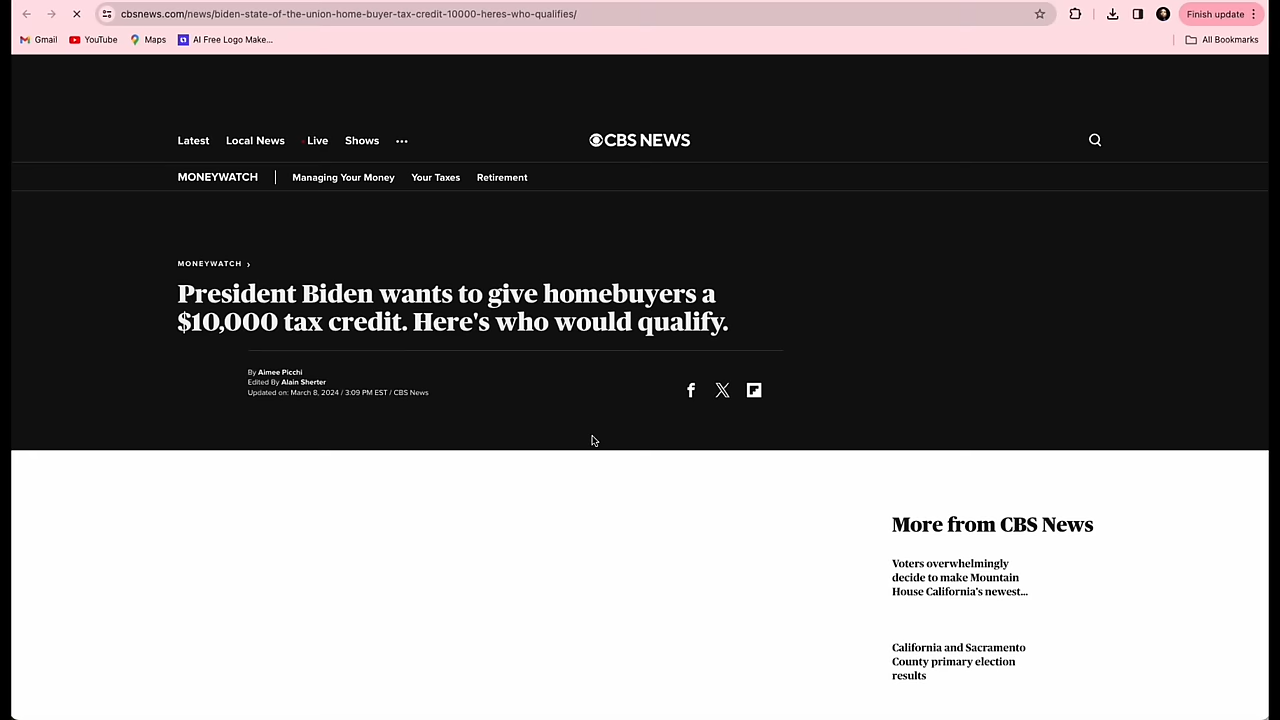 cbsnews.com/news/biden-state-of-the-union-home-buyer-tax-credit-10000-heres-who-qualifies/
Finish update
Gmail YouTube Maps AI Free Logo Make... All Bookmarks
Latest Local News Live Shows ... CBS NEWS
MONEYWATCH Managing Your Money Your Taxes Retirement
MONEYWATCH ›
President Biden wants to give homebuyers a
$10,000 tax credit. Here's who would qualify.
By Aimee Picchi
Edited By Alain Sherter
Updated on: March 8, 2024 / 3:09 PM EST / CBS News
More from CBS News
Voters overwhelmingly
decide to make Mountain
House California's newest...
California and Sacramento
County primary election
results